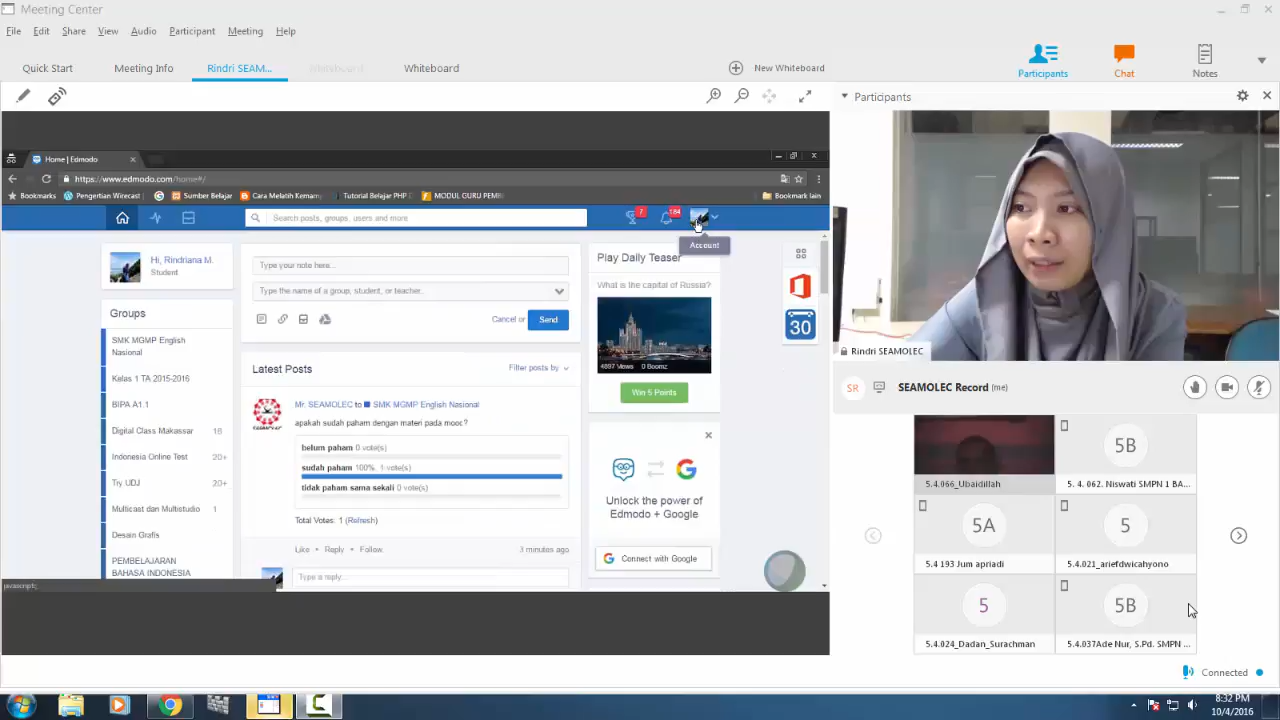 Meeting Center
File Edit Share View Audio Participant Meeting Help
Quick Start Meeting Info Rindri SEAM... Whiteboard Whiteboard New Whiteboard
Participants Chat Notes
Participants
Home | Edmodo
https://www.edmodo.com/home#/
Bookmarks Pengertian Wirecast Sumber Belajar Cara Melatih Kemamp Tutorial Belajar PHP D MODUL GURU PEMB Bookmark lain
Search posts, groups, users and more 7 184
Account
Hi, Rindriana M.
Student
Groups
SMK MGMP English
Nasional
Kelas 1 TA 2015-2016
BIPA A1.1
Digital Class Makassar 16
Indonesia Online Test 20+
Try UDJ 20+
Multicast dan Multistudio 1
Desain Grafis
PEMBELAJARAN
BAHASA INDONESIA
Type your note here...
Type the name of a group, student, or teacher...
Cancel or Send
Latest Posts Filter posts by
Mr. SEAMOLEC to SMK MGMP English Nasional
apakah sudah paham dengan materi pada mooc?
belum paham 0 vote(s)
sudah paham 100% 1 vote(s)
tidak paham sama sekali 0 vote(s)
Total Votes: 1 (Refresh)
Like • Reply • Follow 3 minutes ago
Type a reply...
Play Daily Teaser
What is the capital of Russia?
4897 Views 0 Boomz
Win 5 Points
Unlock the power of
Edmodo + Google
Connect with Google
30
javascript:;
Rindri SEAMOLEC
SR SEAMOLEC Record (me)
5B
5.4.066_Ubaidillah 5. 4. 062. Niswati SMPN 1 BA...
5A 5
5.4 193 Jum apriadi 5.4.021_ariefdwicahyono
5 5B
5.4.024_Dadan_Surachman 5.4.037Ade Nur, S.Pd. SMPN ...
Connected
8:32 PM
10/4/2016